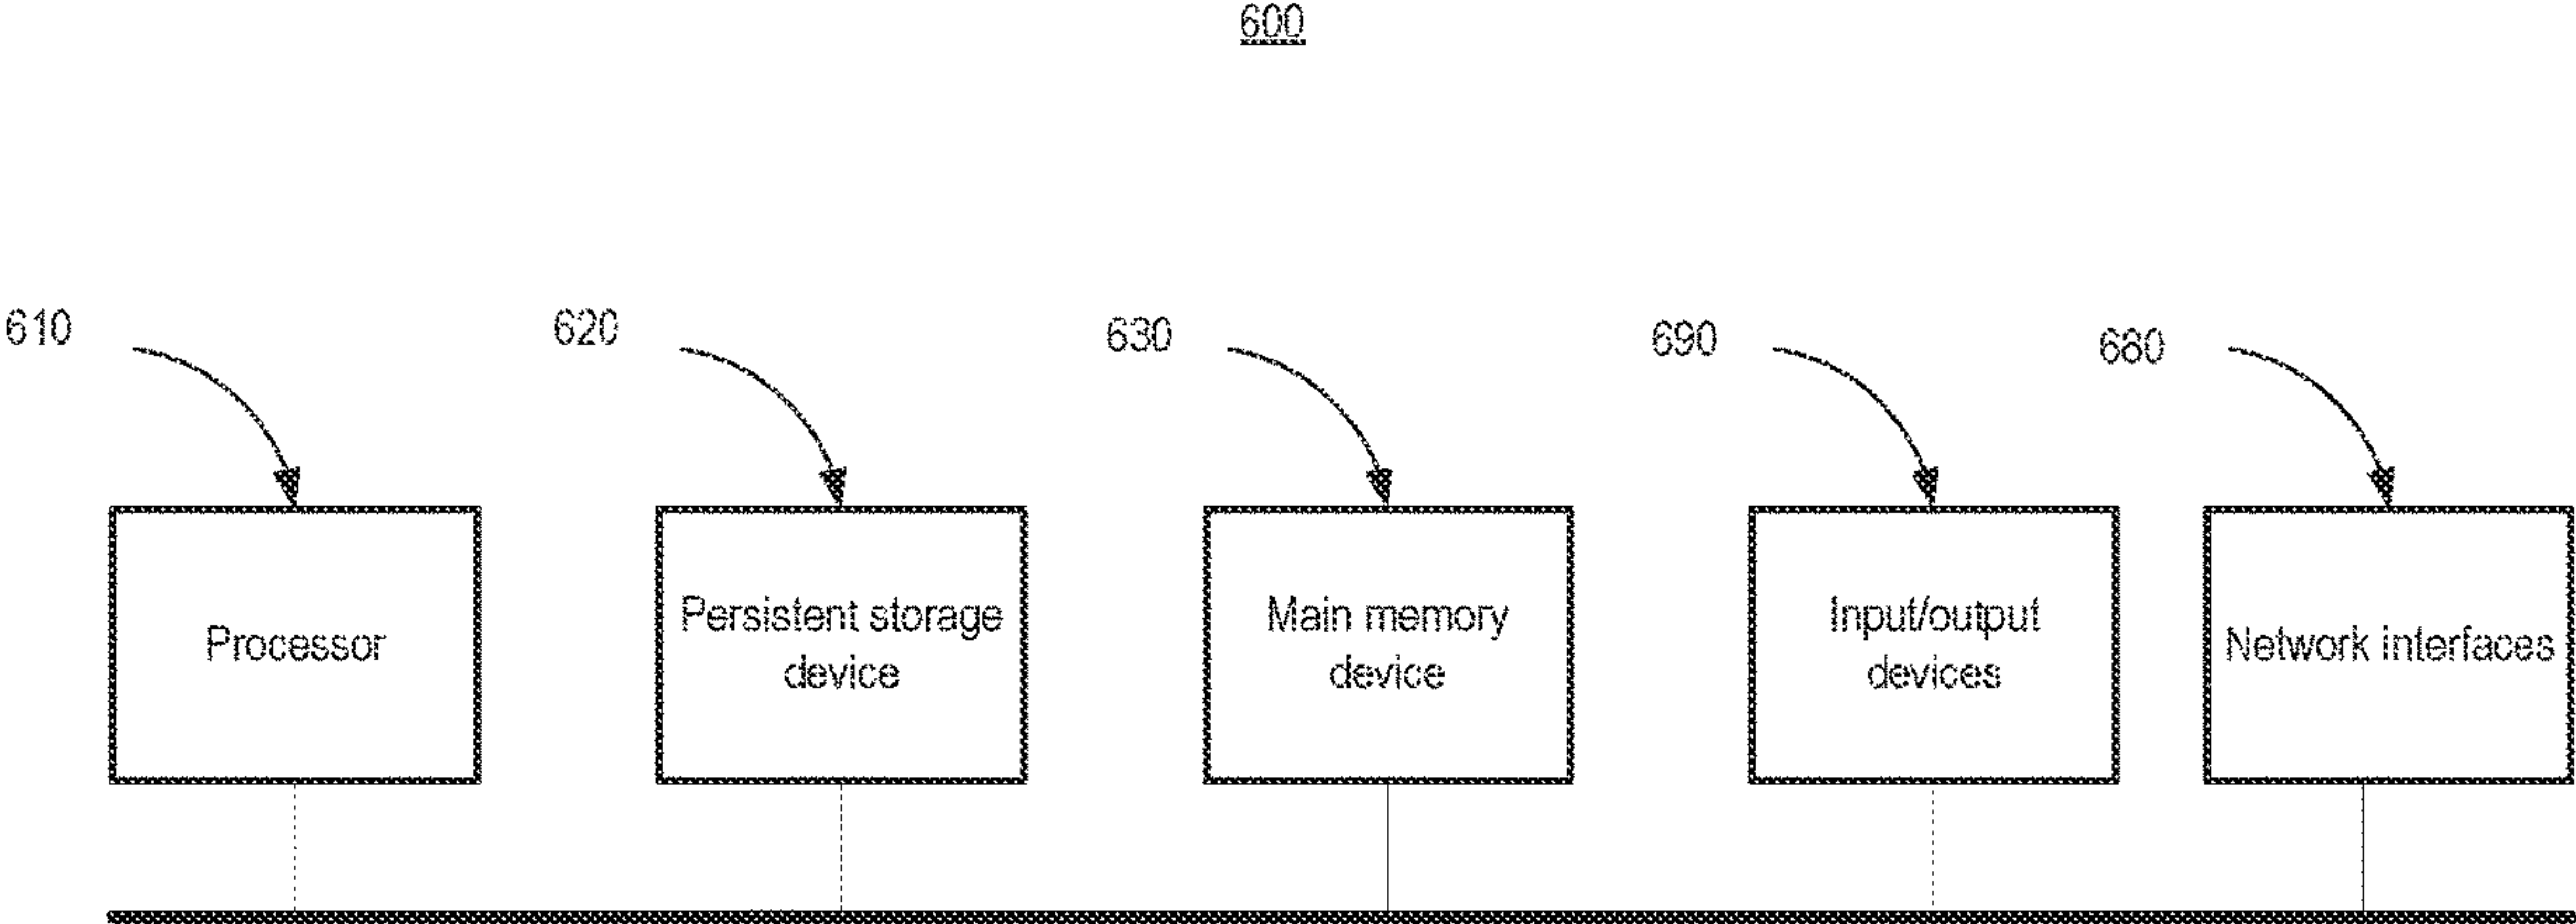 600
610
620
630
690
680
Processor
Persistent storage
device
Main memory
device
Input/output
devices
Network interfaces